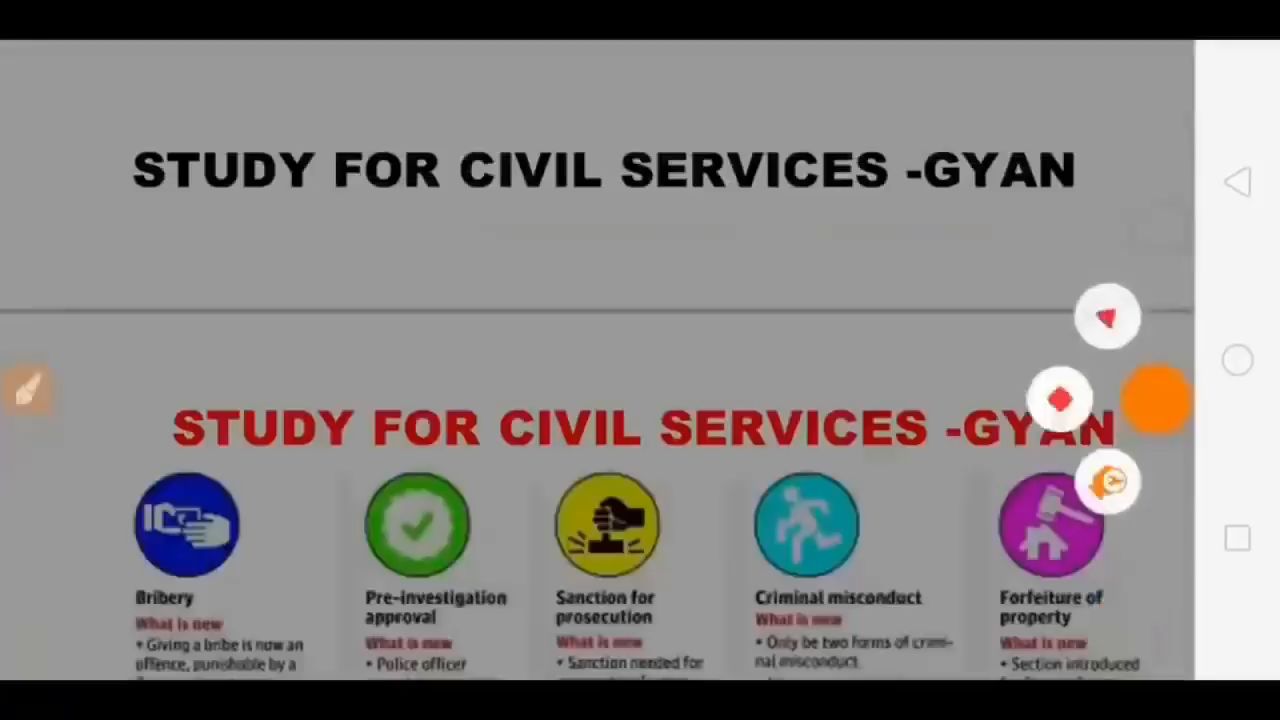 STUDY FOR CIVIL SERVICES -GYAN
STUDY FOR CIVIL SERVICES -GYAN
Bribery
What is new
• Giving a bribe is now an
offence, punishable by a
Pre-investigation
approval
What is new
• Police officer
Sanction for
prosecution
What is new
• Sanction needed for
Criminal misconduct
What is new
• Only be two forms of crimi-
nal misconduct.
Forfeiture of
property
What is new
• Section introduced